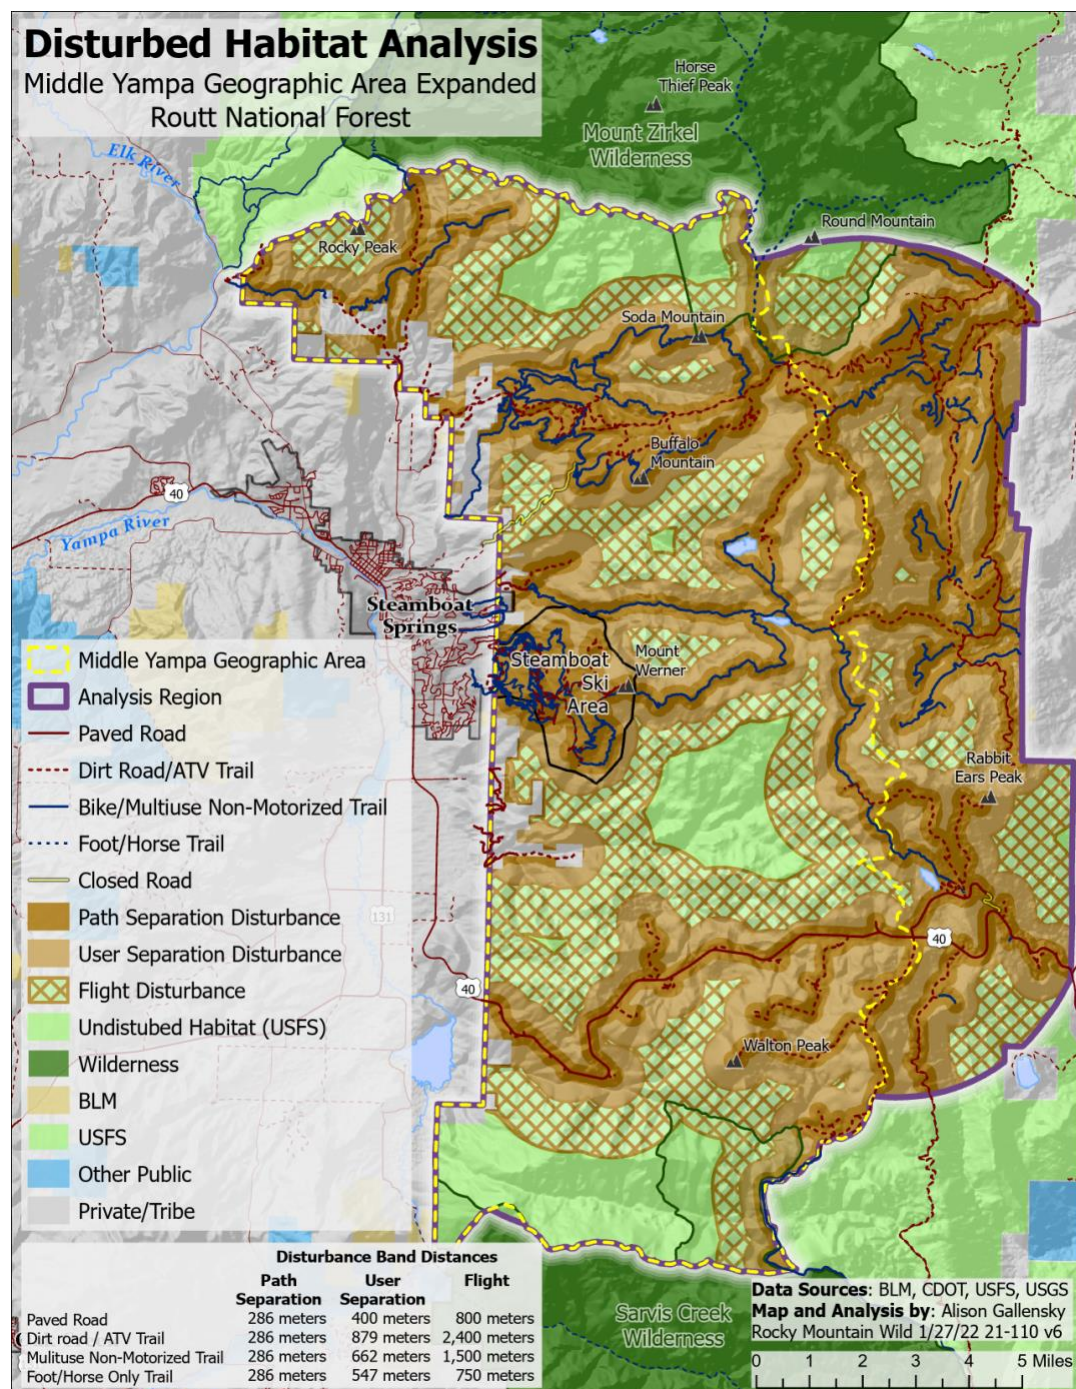 Disturbed Habitat Analysis
Middle Yampa Geographic Area Expanded
Routt National Forest
Horse
Thief Peak
Mount Zirkel
Wilderness
Elk River
Round Mountain
Rocky Peak
Soda Mountain
Buffalo
Mountain
40
Yampa River
Steamboat
Springs
Steamboat
Ski
Area
Mount
Werner
Rabbit
Ears Peak
Middle Yampa Geographic Area
Analysis Region
Paved Road
Dirt Road/ATV Trail
Bike/Multiuse Non-Motorized Trail
Foot/Horse Trail
Closed Road
Path Separation Disturbance
User Separation Disturbance
Flight Disturbance
Undistubed Habitat (USFS)
Wilderness
BLM
USFS
Other Public
Private/Tribe
131
40
40
Walton Peak
Sarvis Creek
Wilderness
Disturbance Band Distances
Path Separation User Separation Flight
Paved Road 286 meters 400 meters 800 meters
Dirt road / ATV Trail 286 meters 879 meters 2,400 meters
Mulituse Non-Motorized Trail 286 meters 662 meters 1,500 meters
Foot/Horse Only Trail 286 meters 547 meters 750 meters
Data Sources: BLM, CDOT, USFS, USGS
Map and Analysis by: Alison Gallensky
Rocky Mountain Wild 1/27/22 21-110 v6
0 1 2 3 4 5 Miles